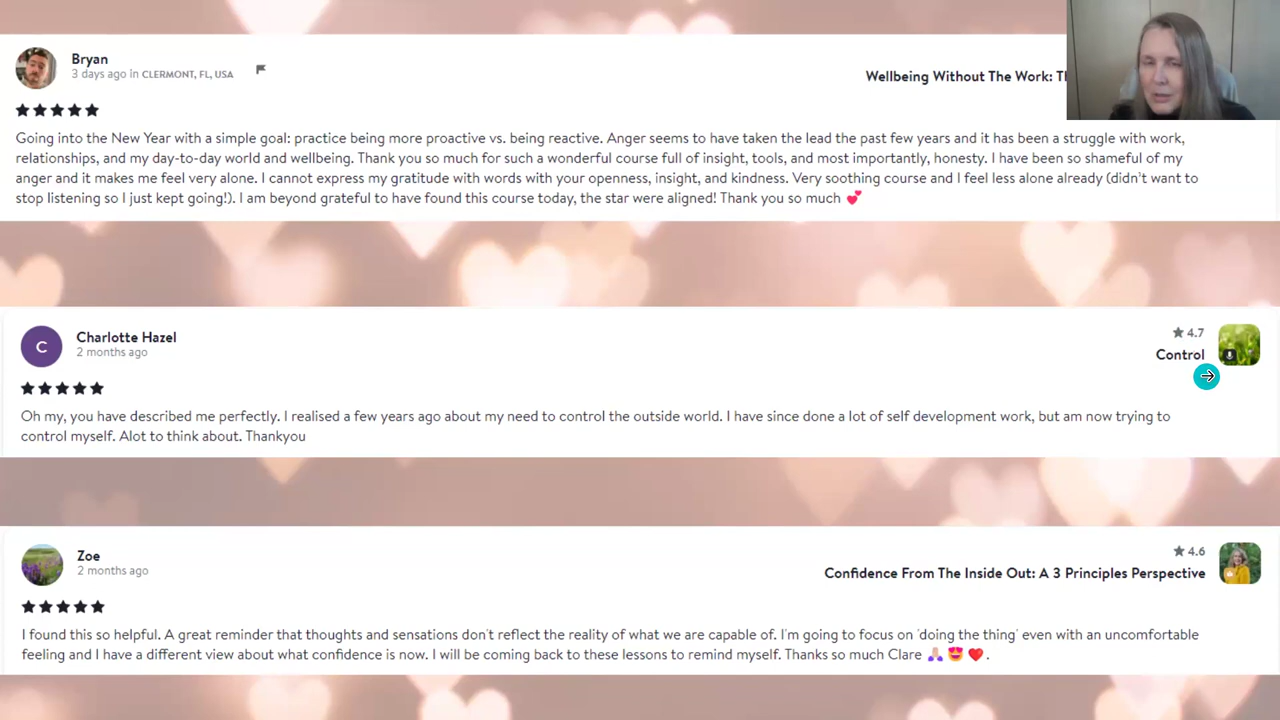 Bryan
3 days ago in CLERMONT, FL, USA
Wellbeing Without The Work:
Going into the New Year with a simple goal: practice being more proactive vs. being reactive. Anger seems to have taken the lead the past few years and it has been a struggle with work,
relationships, and my day-to-day world and wellbeing. Thank you so much for such a wonderful course full of insight, tools, and most importantly, honesty. I have been so shameful of my
anger and it makes me feel very alone. I cannot express my gratitude with words with your openness, insight, and kindness. Very soothing course and I feel less alone already (didn't want to
stop listening so I just kept going!). I am beyond grateful to have found this course today, the star were aligned! Thank you so much 💕
C
Charlotte Hazel
2 months ago
★ 4.7
Control
Oh my, you have described me perfectly. I realised a few years ago about my need to control the outside world. I have since done a lot of self development work, but am now trying to
control myself. Alot to think about. Thankyou
Zoe
2 months ago
★ 4.6
Confidence From The Inside Out: A 3 Principles Perspective
I found this so helpful. A great reminder that thoughts and sensations don't reflect the reality of what we are capable of. I'm going to focus on 'doing the thing' even with an uncomfortable
feeling and I have a different view about what confidence is now. I will be coming back to these lessons to remind myself. Thanks so much Clare 🙏🏻 😍 ❤️ .